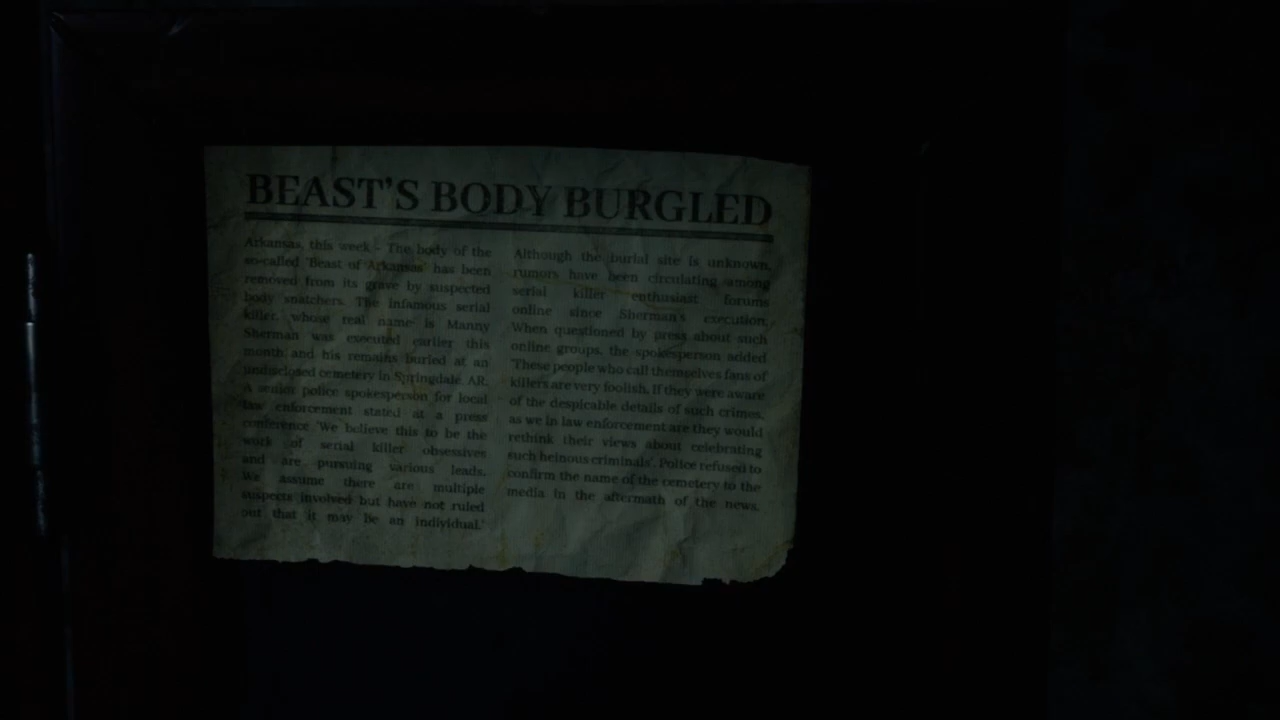 BEAST'S BODY BURGLED
Arkansas, this week - The body of the
so-called 'Beast of Arkansas' has been
removed from its grave by suspected
body snatchers. The infamous serial
killer, whose real name is Manny
Sherman was executed earlier this
month and his remains buried at an
undisclosed cemetery in Springdale, AR.
A senior police spokesperson for local
law enforcement stated at a press
conference 'We believe this to be the
work of serial killer obsessives
and are pursuing various leads.
We assume there are multiple
suspects involved but have not ruled
out that it may be an individual.'
Although the burial site is unknown,
rumors have been circulating among
serial killer enthusiast forums
online since Sherman's execution.
When questioned by press about such
online groups, the spokesperson added
'These people who call themselves fans of
killers are very foolish. If they were aware
of the despicable details of such crimes,
as we in law enforcement are they would
rethink their views about celebrating
such heinous criminals'. Police refused to
confirm the name of the cemetery to the
media in the aftermath of the news.